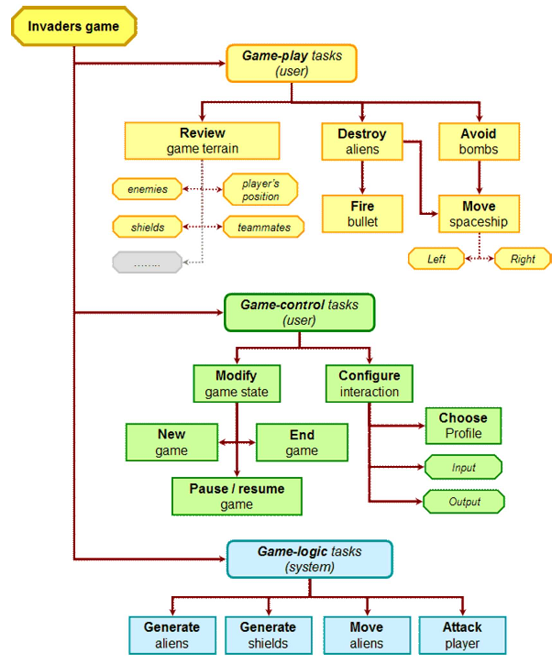 Invaders game
Game-play tasks
(user)
Review
game terrain
Destroy
aliens
Avoid
bombs
enemies
player's
position
Fire
bullet
Move
spaceship
shields
teammates
........
Left
Right
Game-control tasks
(user)
Modify
game state
Configure
interaction
New
game
End
game
Choose
Profile
Input
Pause / resume
game
Output
Game-logic tasks
(system)
Generate
aliens
Generate
shields
Move
aliens
Attack
player